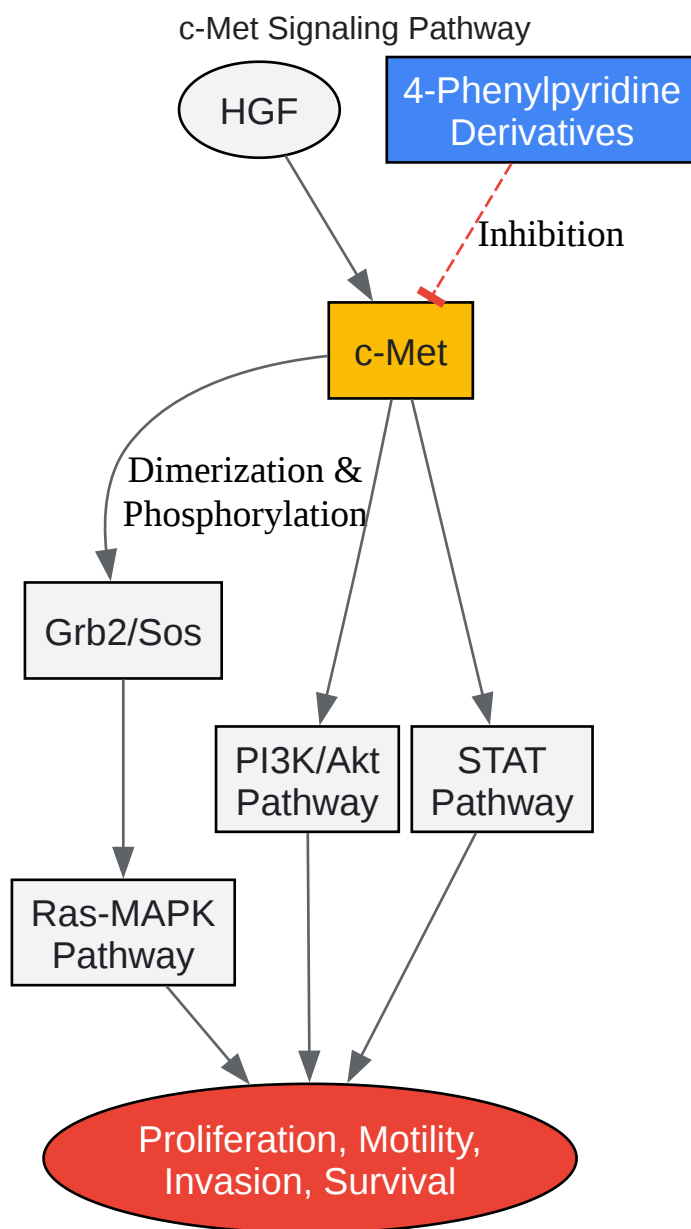 c-Met Signaling Pathway
HGF
4-Phenylpyridine
Derivatives
Inhibition
c-Met
Dimerization &
Phosphorylation
Grb2/Sos
PI3K/Akt
Pathway
STAT
Pathway
Ras-MAPK
Pathway
Proliferation, Motility,
Invasion, Survival